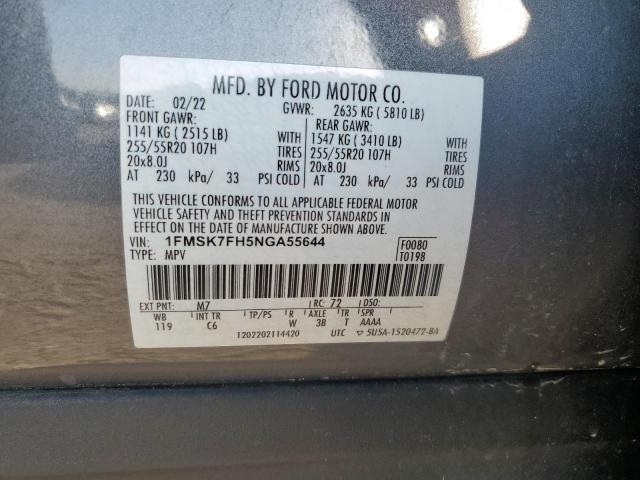 MFD. BY FORD MOTOR CO.
DATE: 02/22 GVWR: 2635 KG (5810 LB)
FRONT GAWR: REAR GAWR:
1141 KG (2515 LB) WITH 1547 KG (3410 LB) WITH
255/55R20 107H TIRES 255/55R20 107H TIRES
20x8.0J RIMS 20x8.0J RIMS
AT 230 kPa/ 33 PSI COLD AT 230 kPa/ 33 PSI COLD
THIS VEHICLE CONFORMS TO ALL APPLICABLE FEDERAL MOTOR
VEHICLE SAFETY AND THEFT PREVENTION STANDARDS IN
EFFECT ON THE DATE OF MANUFACTURE SHOWN ABOVE.
VIN: 1FMSK7FH5NGA55644 F0080
TYPE: MPV T0198
EXT PNT: M7 RC: 72 DSO:
WB INT TR TP/PS R AXLE TR SPR
119 C6 W 3B T AAAA
1202202114420 UTC ▽5U5A-1520472-BA